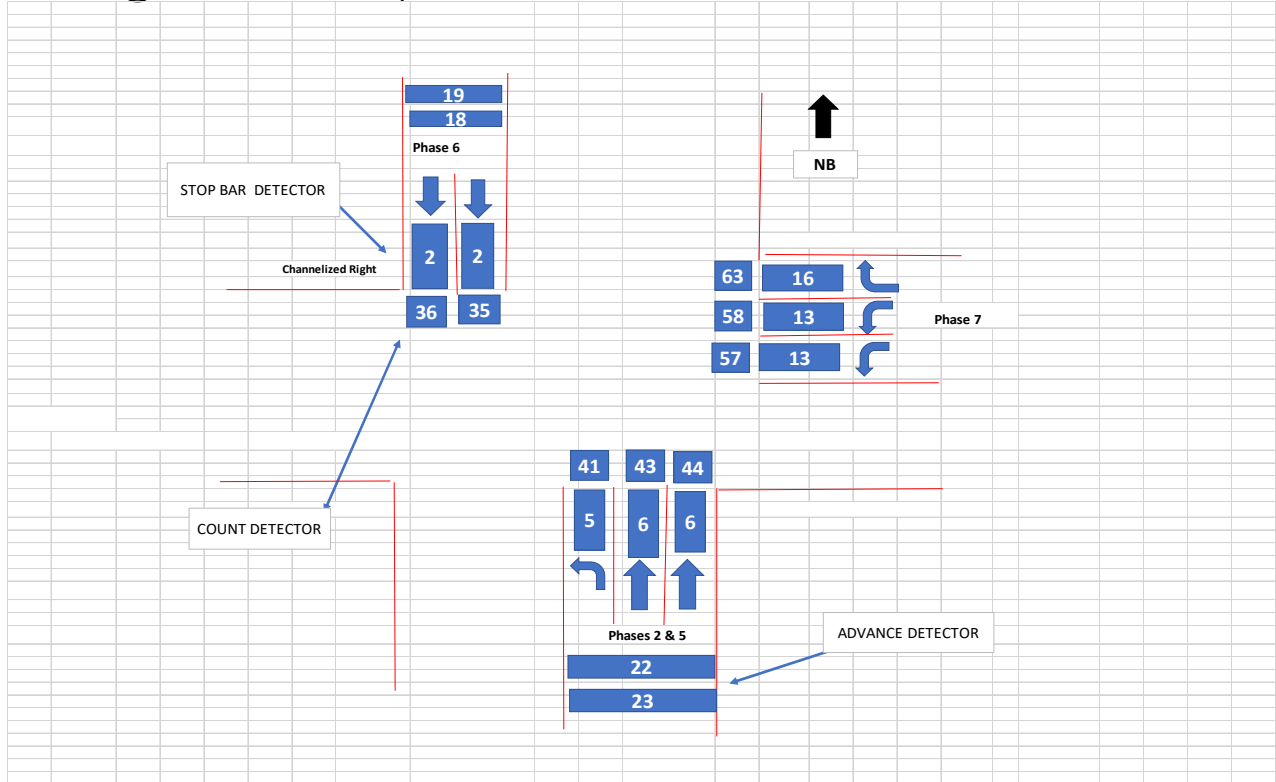 19
18
Phase 6
NB
STOP BAR DETECTOR
2
2
Channelized Right
36
35
63
16
58
13
Phase 7
57
13
41
43
44
5
6
6
COUNT DETECTOR
Phases 2 & 5
ADVANCE DETECTOR
22
23